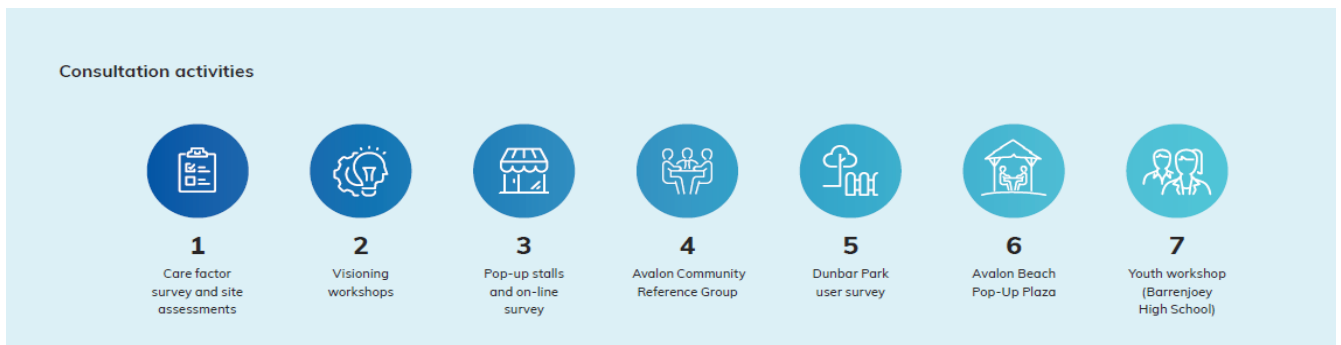 Consultation activities
1
Care factor
survey and site
assessments
2
Visioning
workshops
3
Pop-up stalls
and on-line
survey
4
Avalon Community
Reference Group
5
Dunbar Park
user survey
6
Avalon Beach
Pop-Up Plaza
7
Youth workshop
(Barrenjoey
High School)